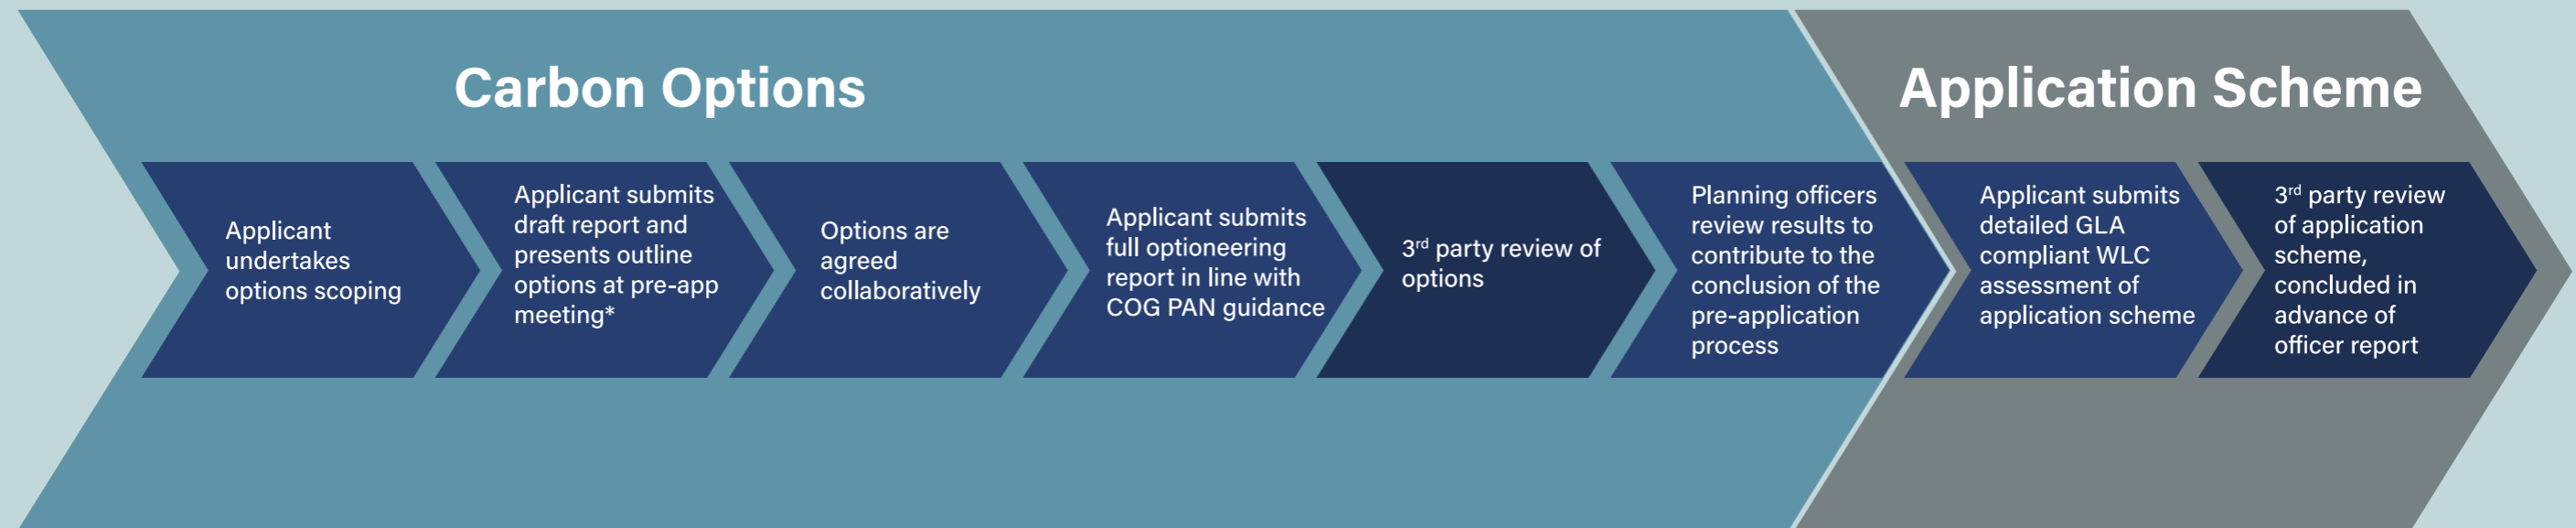 Carbon Options
Application Scheme
Applicant
undertakes
options scoping
Applicant submits
draft report and
presents outline
options at pre-app
meeting*
Options are
agreed
collaboratively
Applicant submits
full optioneering
report in line with
COG PAN guidance
3rd party review of
options
Planning officers
review results to
contribute to the
conclusion of the
pre-application
process
Applicant submits
detailed GLA
compliant WLC
assessment of
application scheme
3rd party review
of application
scheme,
concluded in
advance of
officer report